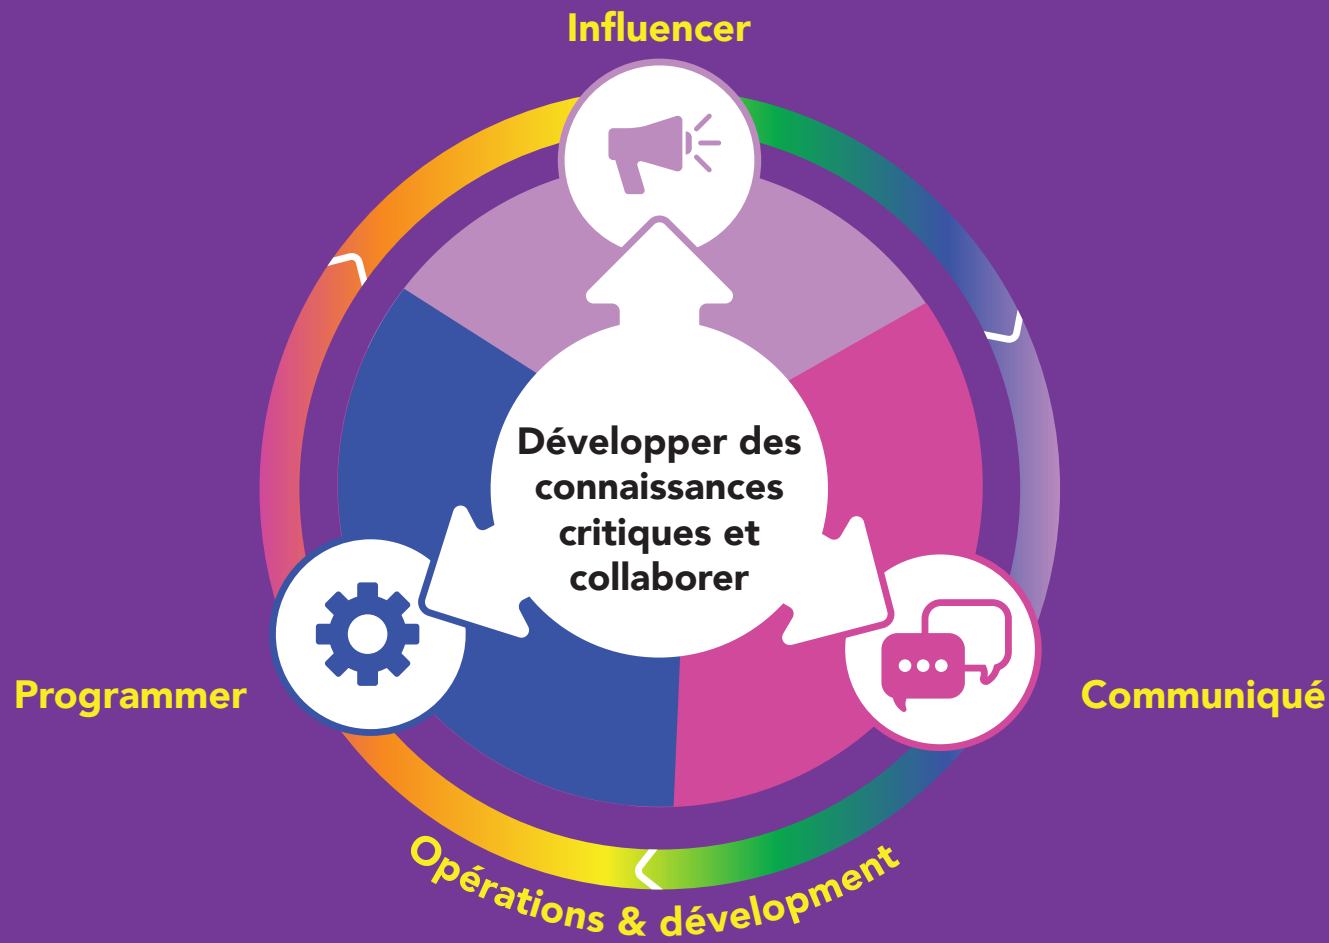 Influencer
Développer des
connaissances
critiques et
collaborer
Programmer
Communiqué
Opérations & dévelopment